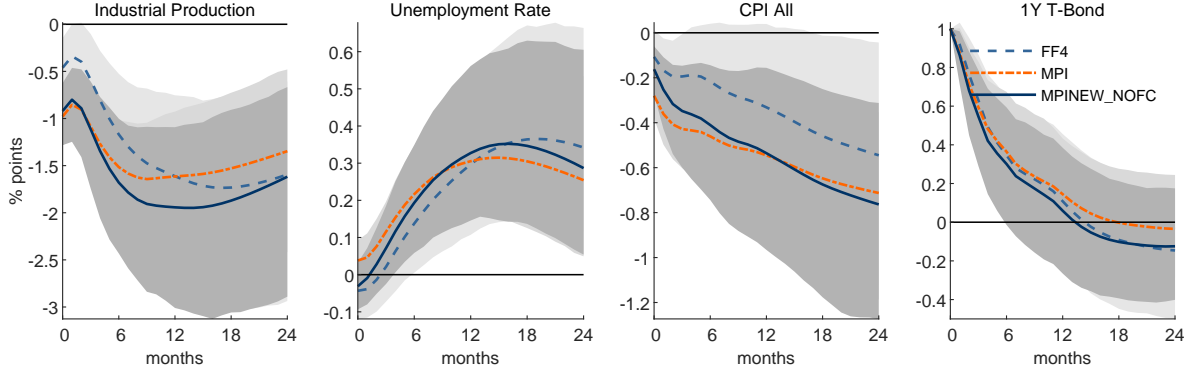 Industrial Production
Unemployment Rate
CPI All
1Y T-Bond
% points
0
-0.5
-1
-1.5
-2
-2.5
-3
0 6 12 18 24
months
0.6
0.5
0.4
0.3
0.2
0.1
0
-0.1
0 6 12 18 24
months
0
-0.2
-0.4
-0.6
-0.8
-1
-1.2
0 6 12 18 24
months
1
0.8
0.6
0.4
0.2
0
-0.2
-0.4
0 6 12 18 24
months
FF4
MPI
MPINEW_NOFC